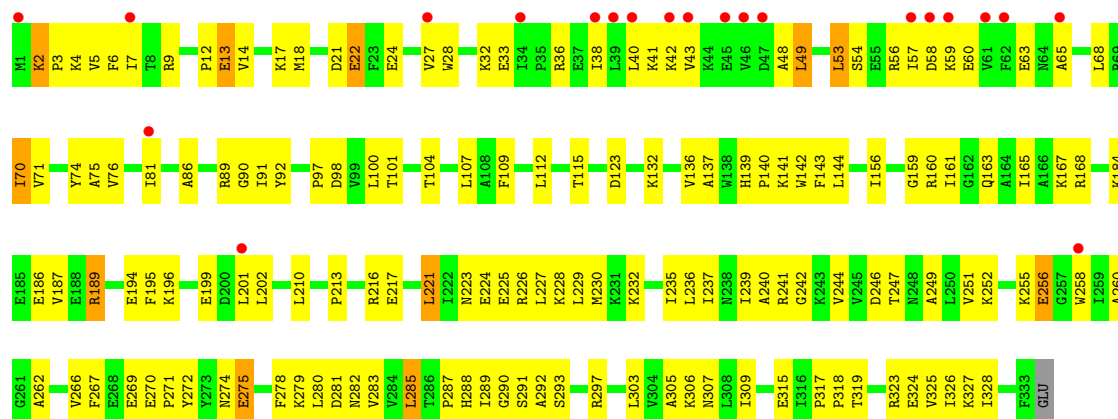 M1 K2 P3 K4 V5 F6 I7 T8 R9 P12 E13 V14 K17 M18 D21 E22 F23 E24 V27 W28 K32 E33 I34 P35 R36 E37 I38 L39 L40 K41 K42 V43 K44 E45 V46 D47 A48 L49 L53 S54 E55 R56 I57 D58 K59 E60 V61 F62 E63 N64 A65 L68
I70 V71 Y74 A75 V76 I81 A86 R89 G90 I91 Y92 P97 D98 V99 L100 T101 T104 L107 A108 F109 L112 T115 D123 K132 V136 A137 W138 H139 P140 K141 W142 F143 L144 I156 G159 R160 I161 G162 Q163 A164 I165 A166 K167 R168 K184
E185 E186 V187 E188 R189 E194 F195 K196 E199 D200 L201 L202 L210 P213 R216 E217 L221 I222 N223 E224 E225 R226 L227 K228 L229 M230 K231 K232 I235 L236 I237 N238 I239 A240 R241 G242 K243 V244 V245 D246 T247 N248 A249 L250 V251 K252 K255 E256 G257 W258 I259 A260
G261 A262 V266 F267 E268 E269 E270 P271 Y272 Y273 N274 E275 F278 K279 L280 D281 N282 V283 V284 L285 T286 P287 H288 I289 G290 S291 A292 S293 R297 L303 V304 A305 K306 N307 L308 I309 E315 I316 P317 P318 T319 R323 E324 V325 I326 K327 I328 F333 GLU